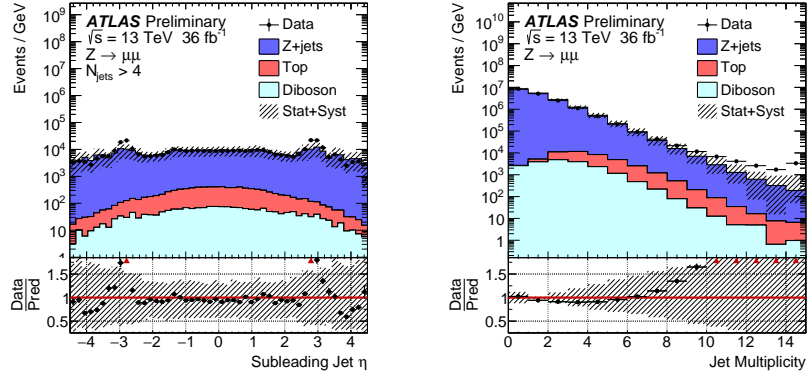 ATLAS Preliminary
√s = 13 TeV 36 fb⁻¹
Z → μμ
N_jets > 4
Data
Z+jets
Top
Diboson
Stat+Syst
Events / GeV
10⁹
10⁸
10⁷
10⁶
10⁵
10⁴
10³
10²
10
1
Data
Pred
1.5
1
0.5
−4 −3 −2 −1 0 1 2 3 4
Subleading Jet η
ATLAS Preliminary
√s = 13 TeV 36 fb⁻¹
Z → μμ
Data
Z+jets
Top
Diboson
Stat+Syst
Events / GeV
10¹⁰
10⁹
10⁸
10⁷
10⁶
10⁵
10⁴
10³
10²
10
1
Data
Pred
1.5
1
0.5
0 2 4 6 8 10 12 14
Jet Multiplicity